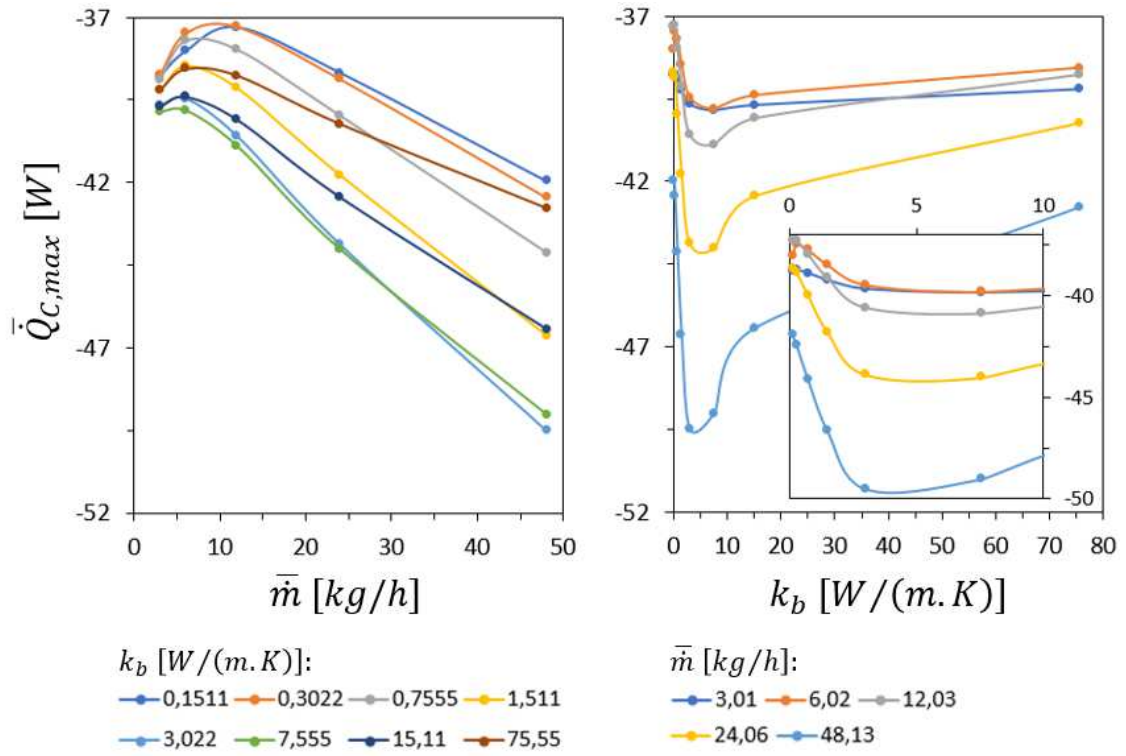 -37
-42
-47
-52
0 10 20 30 40 50
Q̇̄_C,max [W]
ṁ̄ [kg/h]
k_b [W/(m.K)]:
0,1511 0,3022 0,7555 1,511
3,022 7,555 15,11 75,55
-37
-42
-47
-52
0 10 20 30 40 50 60 70 80
0 5 10
-40
-45
-50
k_b [W/(m.K)]
ṁ̄ [kg/h]:
3,01 6,02 12,03
24,06 48,13